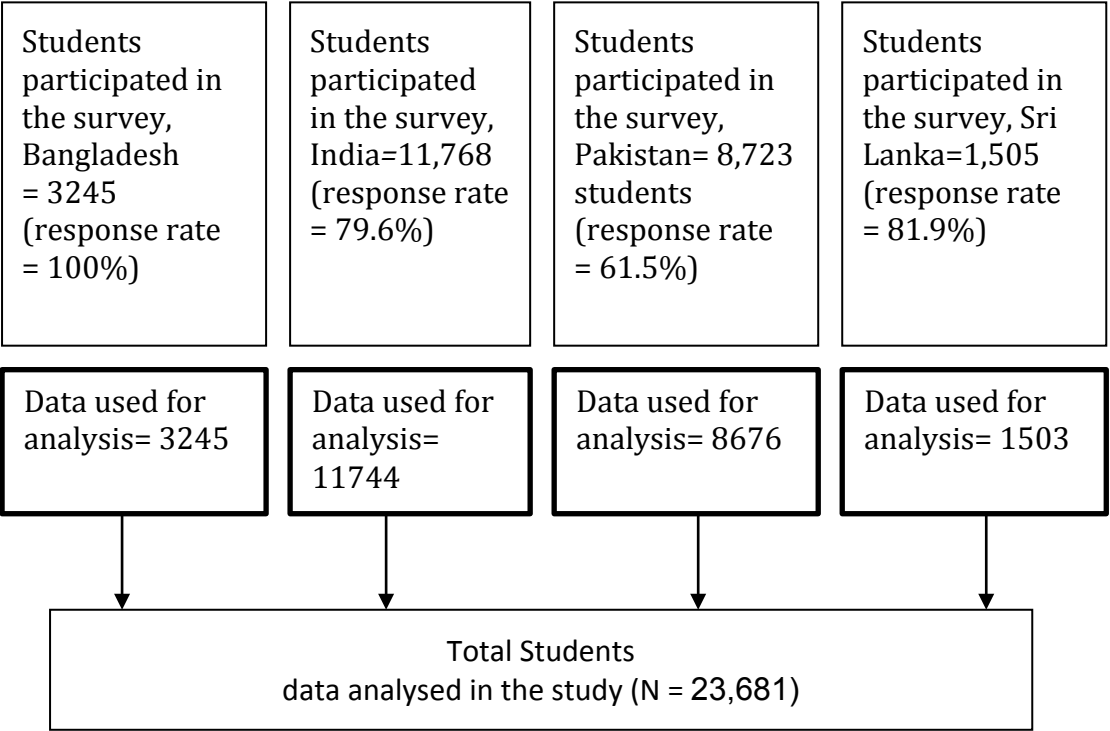 Students
participated in
the survey,
Bangladesh
= 3245
(response rate
= 100%)
Students
participated
in the survey,
India=11,768
(response rate
= 79.6%)
Students
participated in
the survey,
Pakistan= 8,723
students
(response rate
= 61.5%)
Students
participated in
the survey, Sri
Lanka=1,505
(response rate
= 81.9%)
Data used for
analysis= 3245
Data used for
analysis=
11744
Data used for
analysis= 8676
Data used for
analysis= 1503
Total Students
data analysed in the study (N = 23,681)